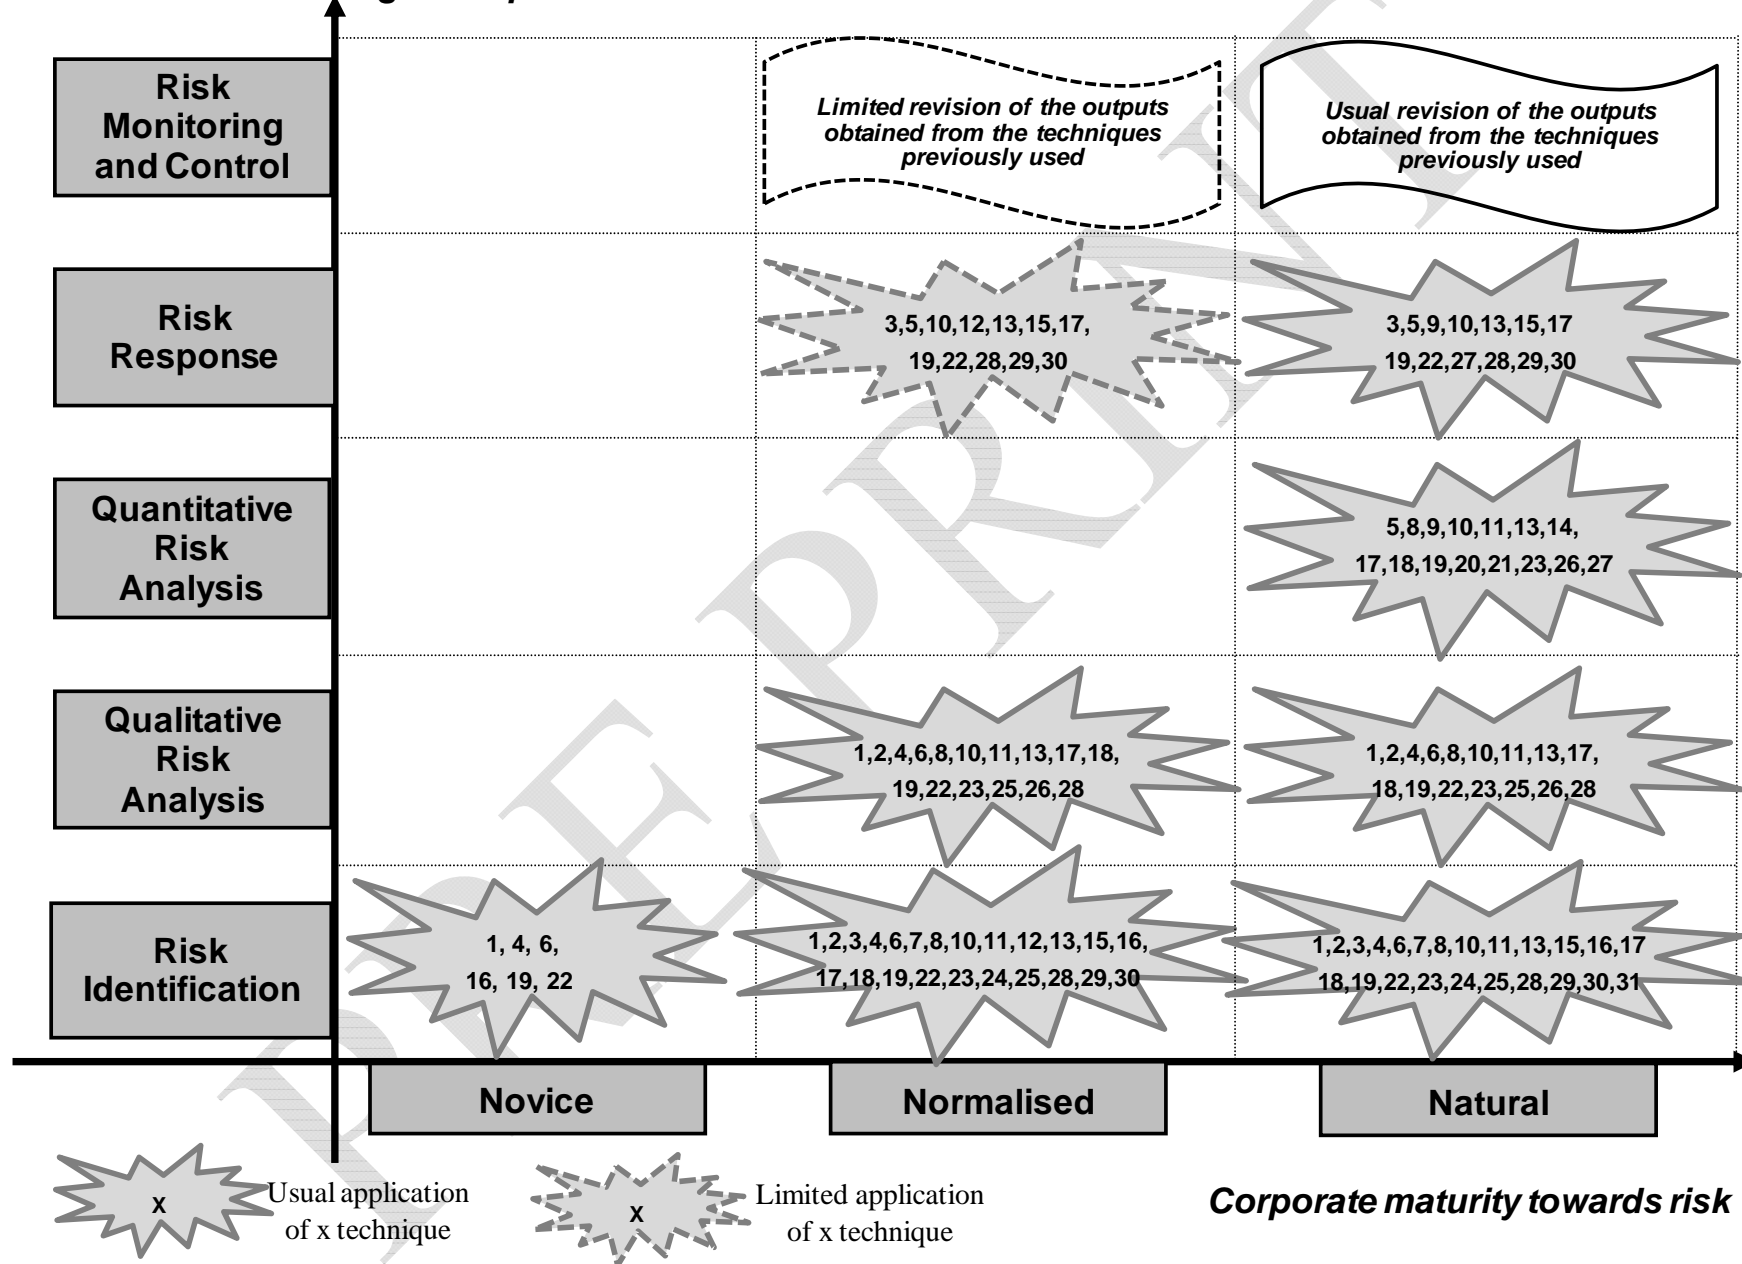 Risk
Monitoring
and Control
Limited revision of the outputs
obtained from the techniques
previously used
Usual revision of the outputs
obtained from the techniques
previously used
Risk
Response
3,5,10,12,13,15,17,
19,22,28,29,30
3,5,9,10,13,15,17
19,22,27,28,29,30
Quantitative
Risk
Analysis
5,8,9,10,11,13,14,
17,18,19,20,21,23,26,27
Qualitative
Risk
Analysis
1,2,4,6,8,10,11,13,17,18,
19,22,23,25,26,28
1,2,4,6,8,10,11,13,17,
18,19,22,23,25,26,28
Risk
Identification
1, 4, 6,
16, 19, 22
1,2,3,4,6,7,8,10,11,12,13,15,16,
17,18,19,22,23,24,25,28,29,30
1,2,3,4,6,7,8,10,11,13,15,16,17
18,19,22,23,24,25,28,29,30,31
Novice
Normalised
Natural
X
Usual application
of x technique
X
Limited application
of x technique
Corporate maturity towards risk
PRE PRINT